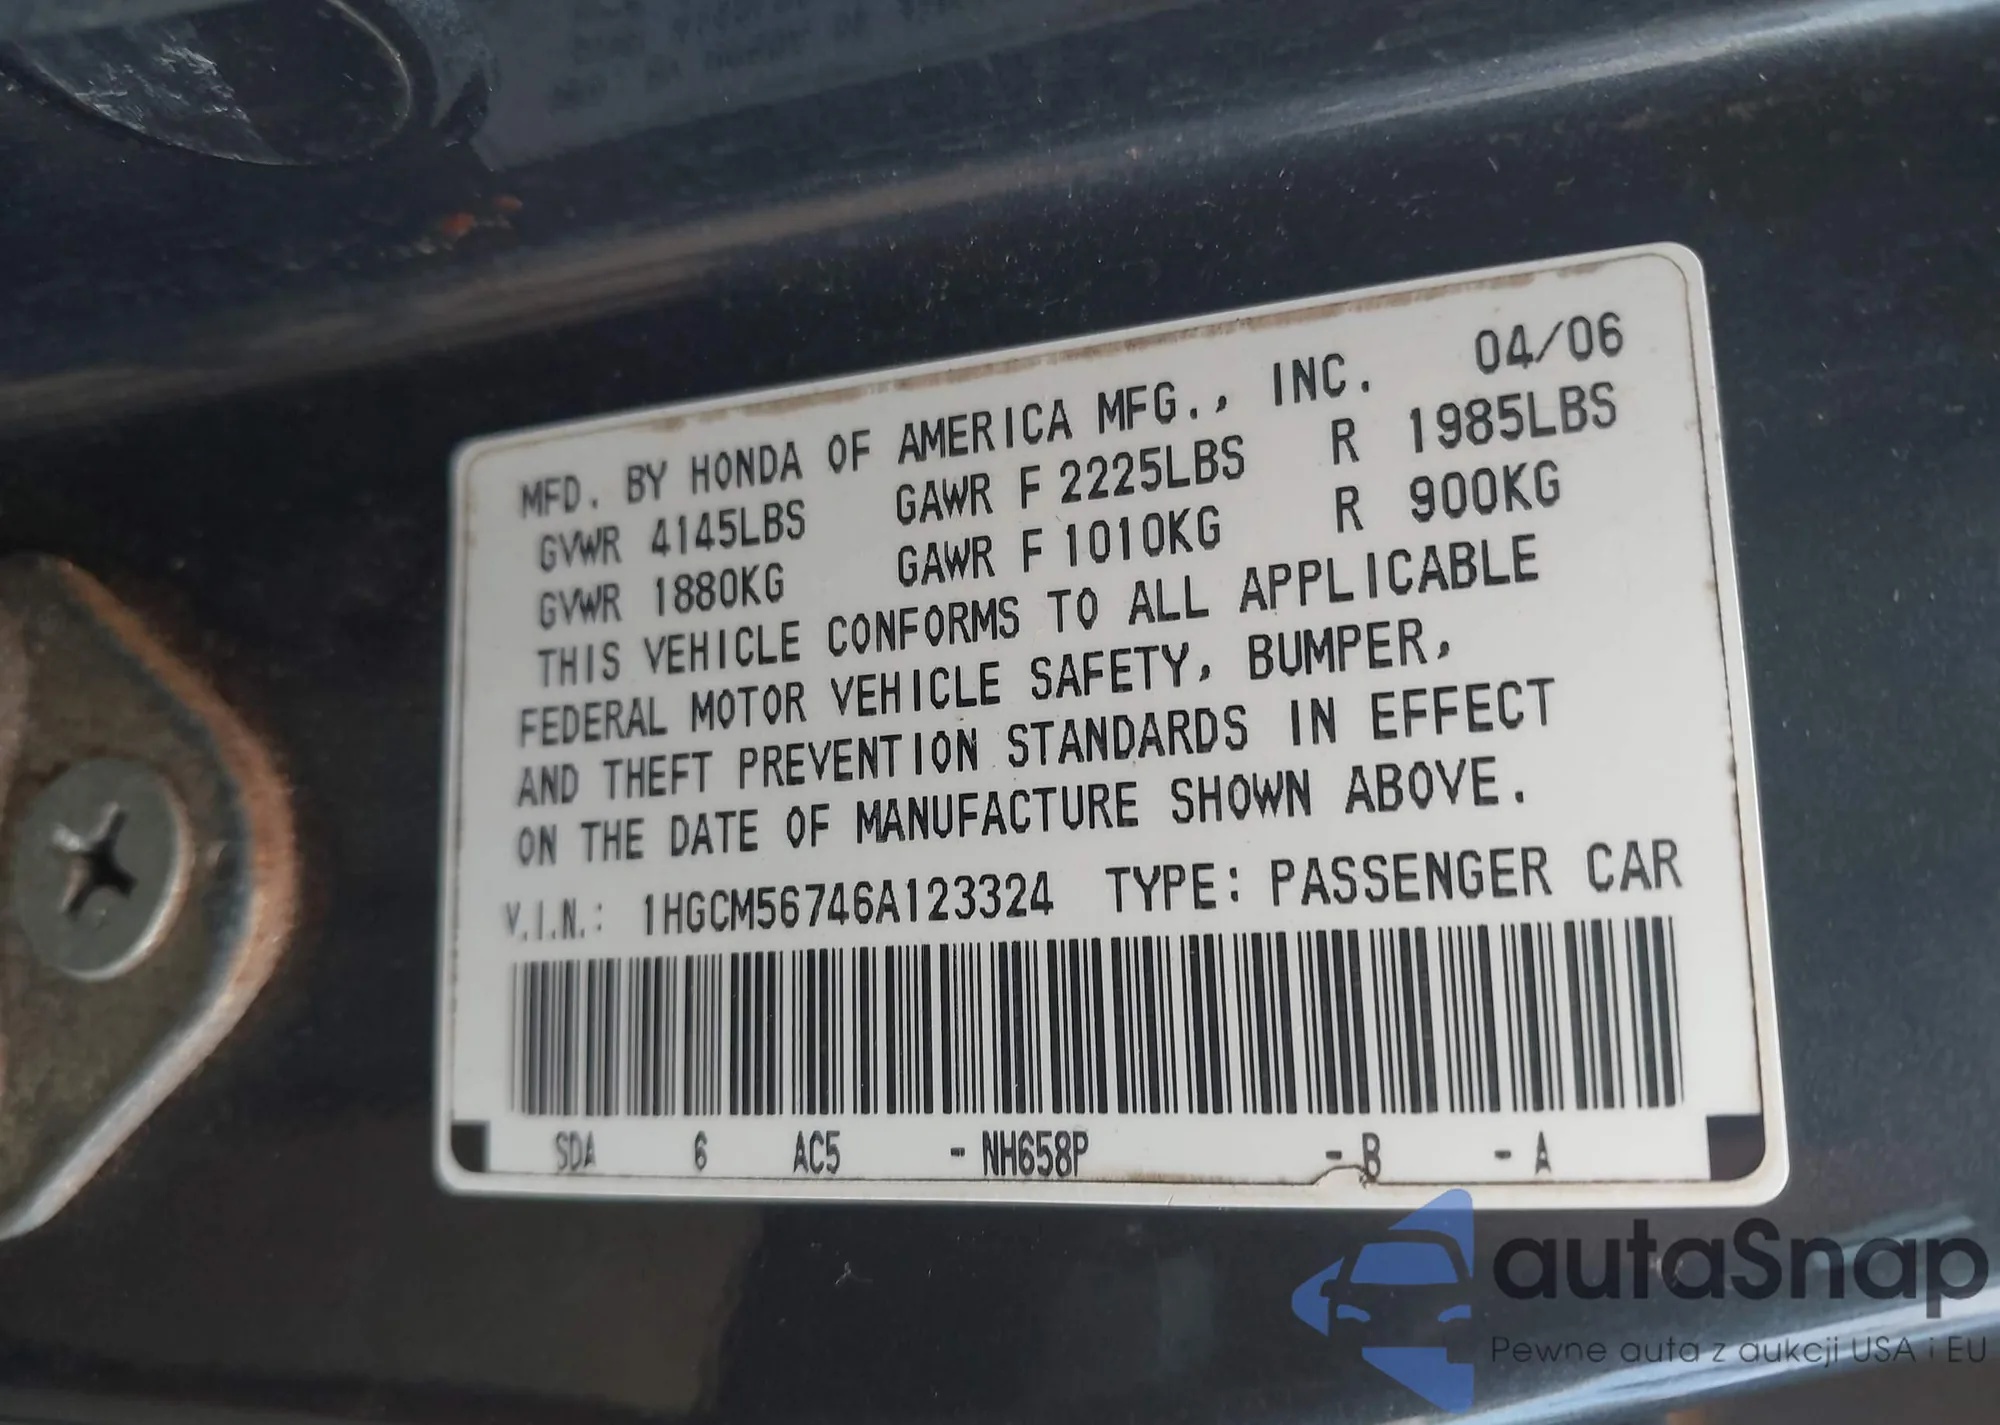 MFD. BY HONDA OF AMERICA MFG., INC. 04/06
GVWR 4145LBS GAWR F 2225LBS R 1985LBS
GVWR 1880KG GAWR F 1010KG R 900KG
THIS VEHICLE CONFORMS TO ALL APPLICABLE
FEDERAL MOTOR VEHICLE SAFETY, BUMPER,
AND THEFT PREVENTION STANDARDS IN EFFECT
ON THE DATE OF MANUFACTURE SHOWN ABOVE.
V.I.N.: 1HGCM56746A123324 TYPE: PASSENGER CAR
SDA 6 AC5 - NH658P - B - A
autaSnap
Pewne auta z aukcji USA i EU